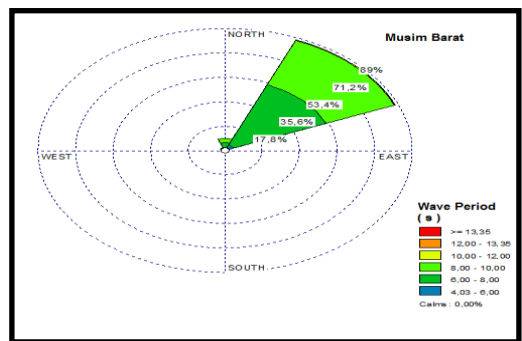 NORTH
Musim Barat
89%
71,2%
53,4%
35,6%
17,8%
WEST
EAST
SOUTH
Wave Period
( s )
>= 13,35
12,00 - 13,35
10,00 - 12,00
8,00 - 10,00
6,00 - 8,00
4,03 - 6,00
Calms : 0,00%